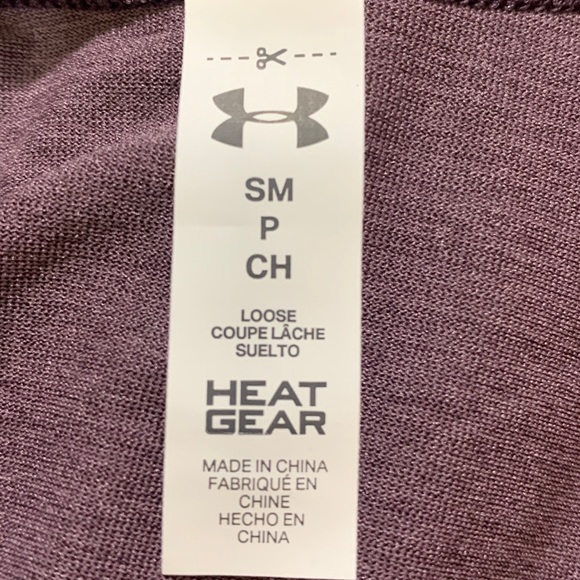 SM
P
CH
LOOSE
COUPE LÂCHE
SUELTO
HEAT
GEAR
MADE IN CHINA
FABRIQUÉ EN
CHINE
HECHO EN
CHINA